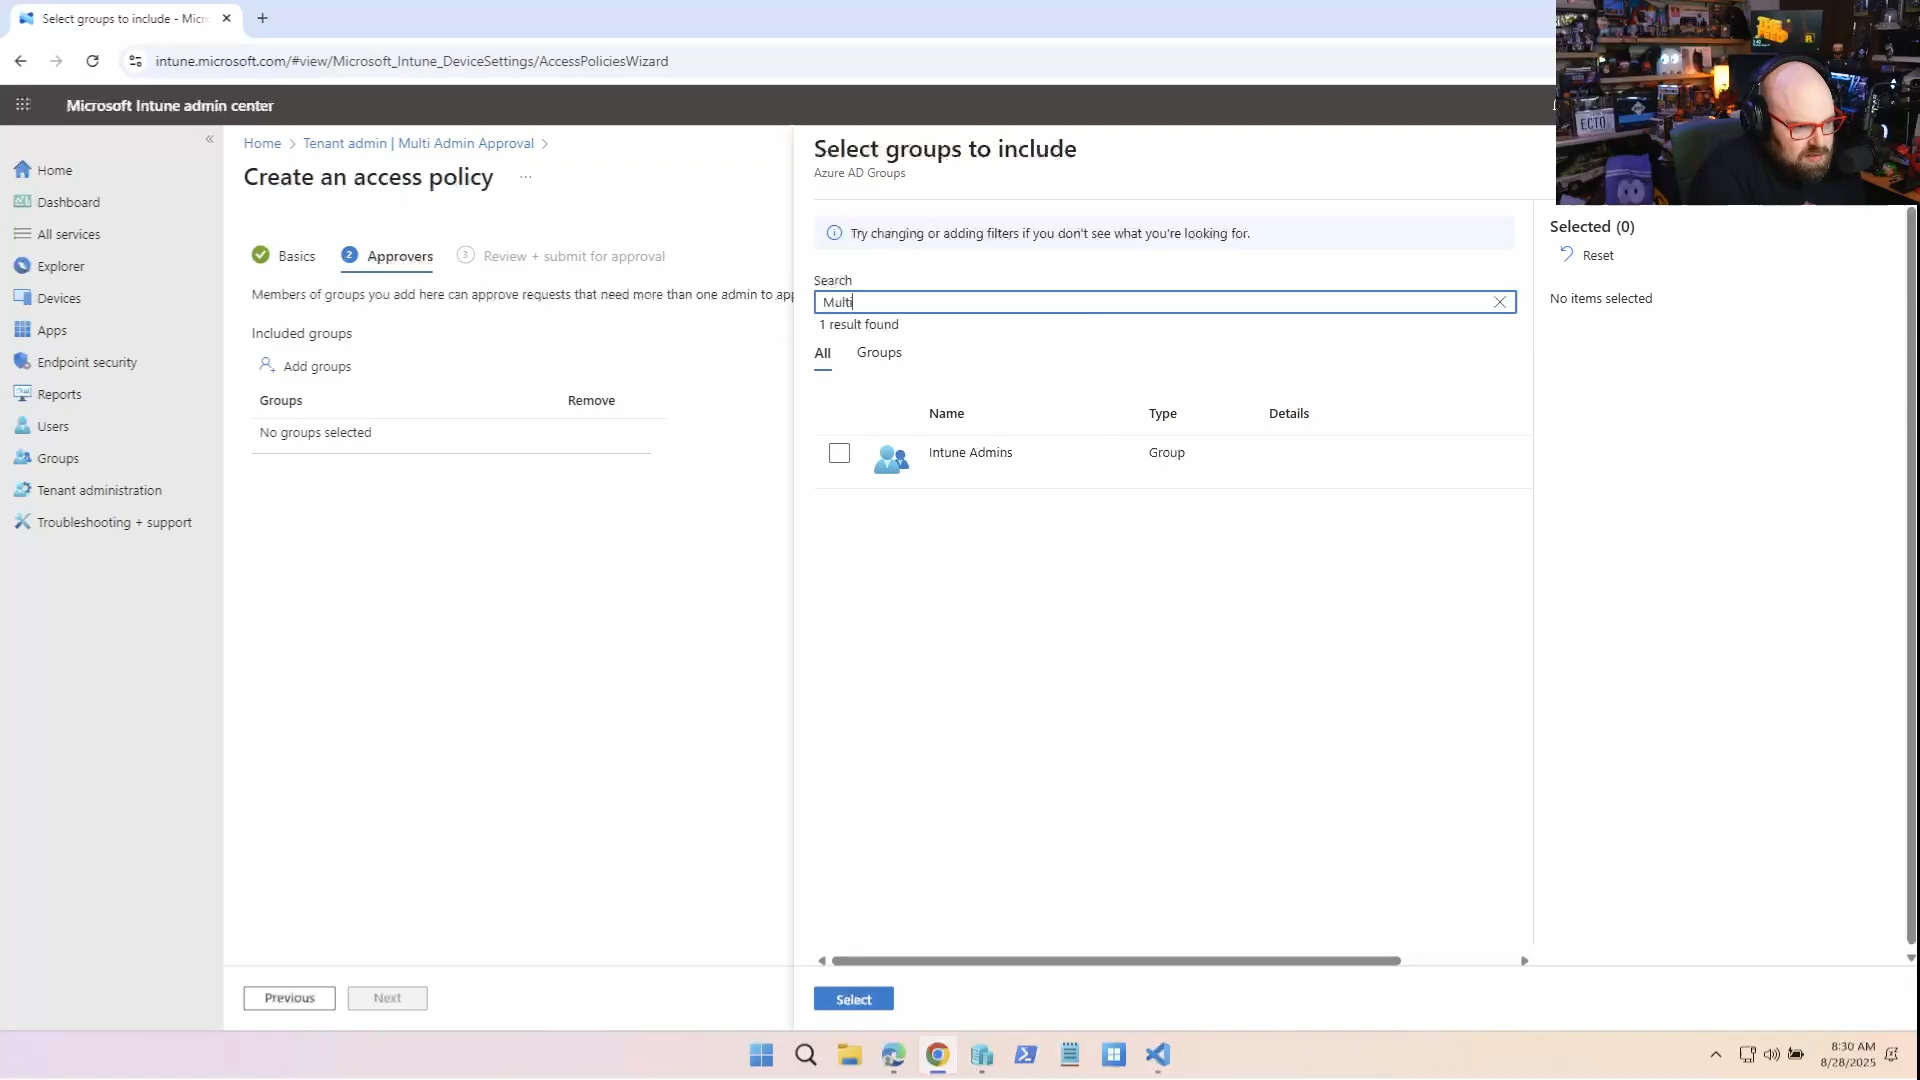 Select groups to include - Micr
intune.microsoft.com/#view/Microsoft_Intune_DeviceSettings/AccessPoliciesWizard
Microsoft Intune admin center
Home
Dashboard
All services
Explorer
Devices
Apps
Endpoint security
Reports
Users
Groups
Tenant administration
Troubleshooting + support
Home > Tenant admin | Multi Admin Approval >
Create an access policy ...
Basics
2 Approvers
3 Review + submit for approval
Members of groups you add here can approve requests that need more than one admin to app
Included groups
Add groups
Groups Remove
No groups selected
Previous Next
Select groups to include
Azure AD Groups
Try changing or adding filters if you don't see what you're looking for.
Search
Multi
1 result found
All Groups
Name Type Details
Intune Admins Group
Select
Selected (0)
Reset
No items selected
ECTO
8:30 AM
8/28/2025